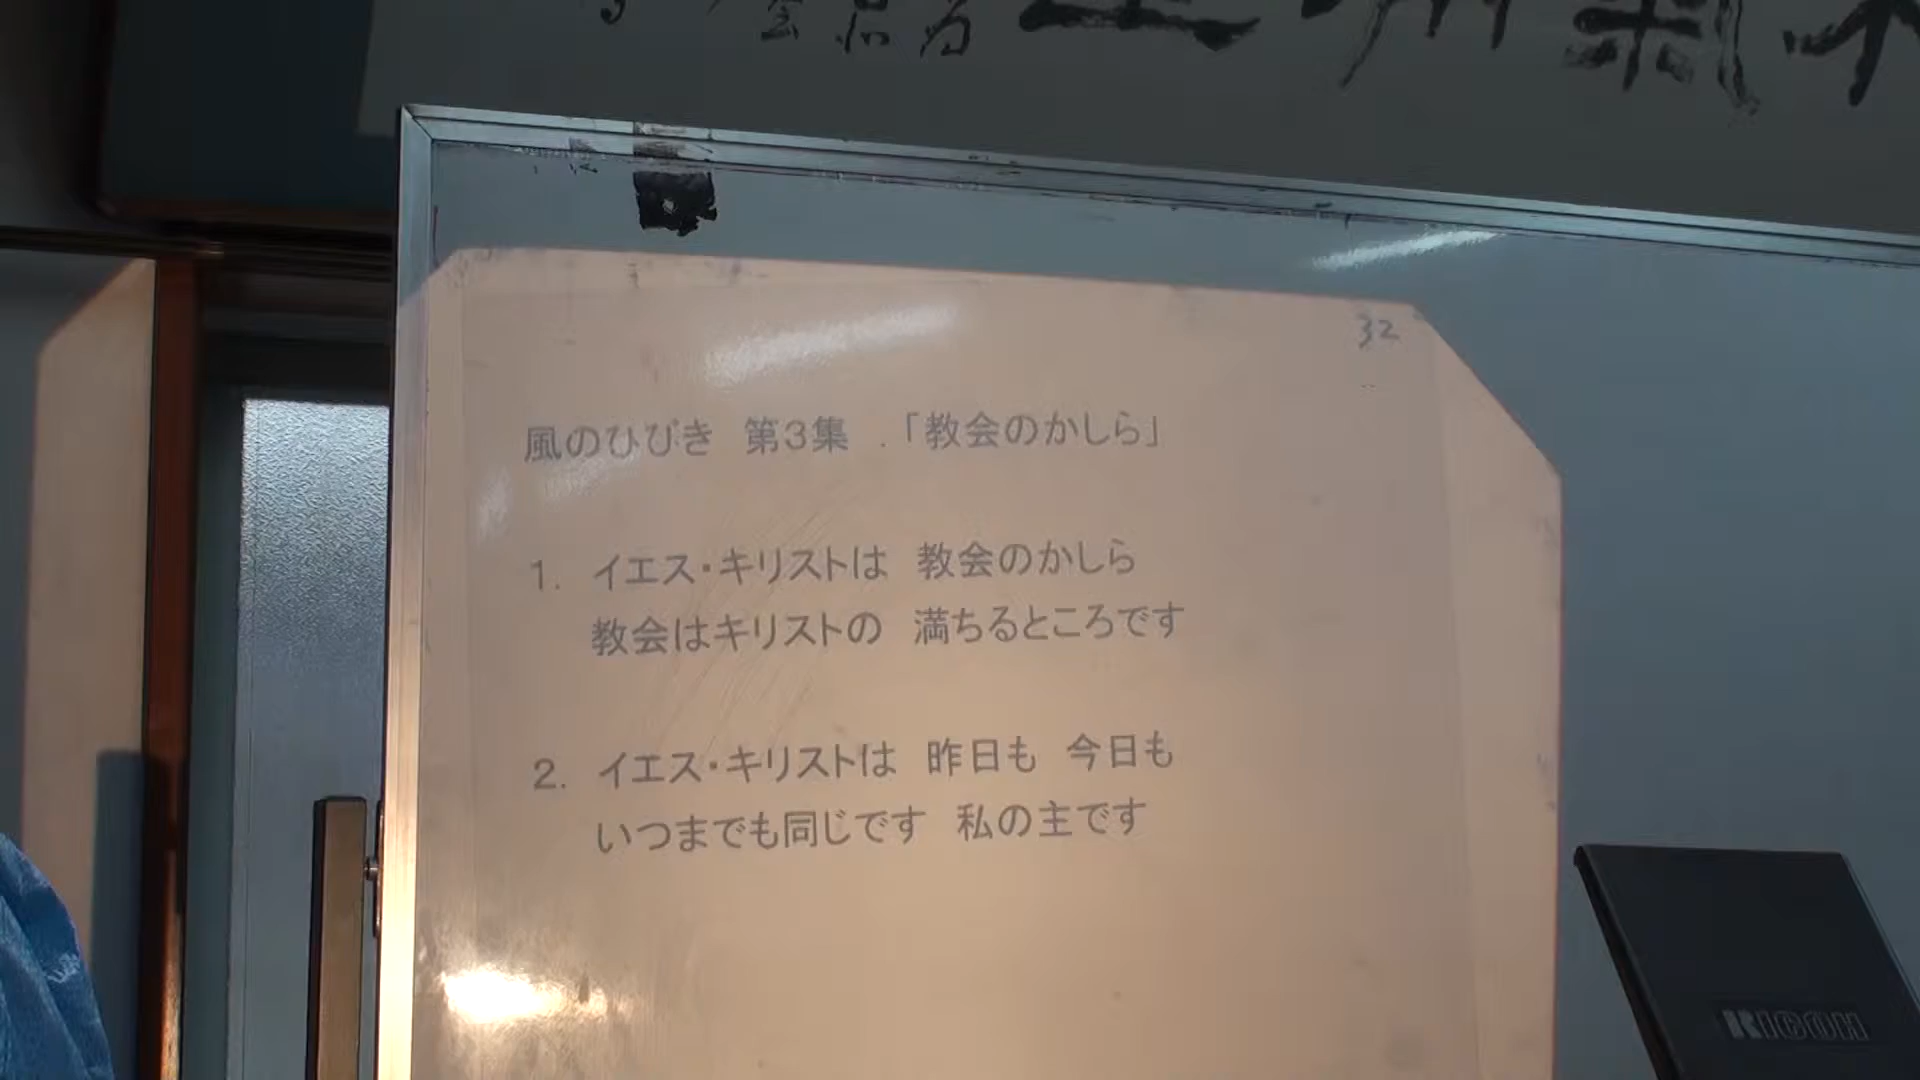 32
風のひびき 第3集 .「教会のかしら」
1. イエス・キリストは 教会のかしら
教会はキリストの 満ちるところです
2. イエス・キリストは 昨日も 今日も
いつまでも同じです 私の主です
RICOH